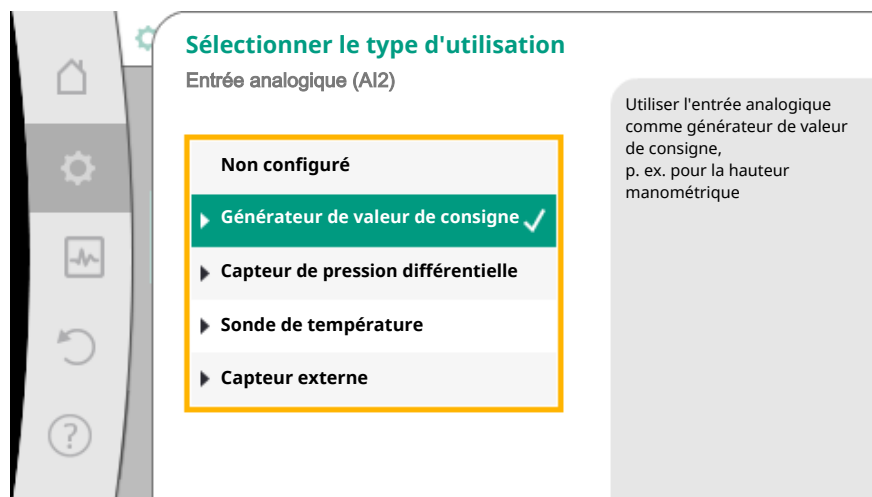 Sélectionner le type d'utilisation
Entrée analogique (AI2)
Non configuré
Générateur de valeur de consigne
Capteur de pression différentielle
Sonde de température
Capteur externe
Utiliser l'entrée analogique
comme générateur de valeur
de consigne,
p. ex. pour la hauteur
manométrique
?